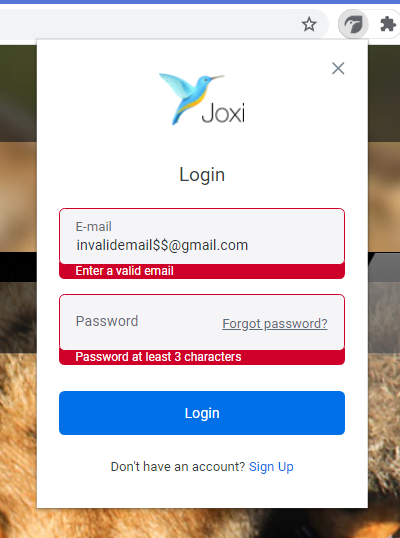 Joxi
Login
E-mail
invalidemail$$@gmail.com
Enter a valid email
Password
Forgot password?
Password at least 3 characters
Login
Don't have an account? Sign Up